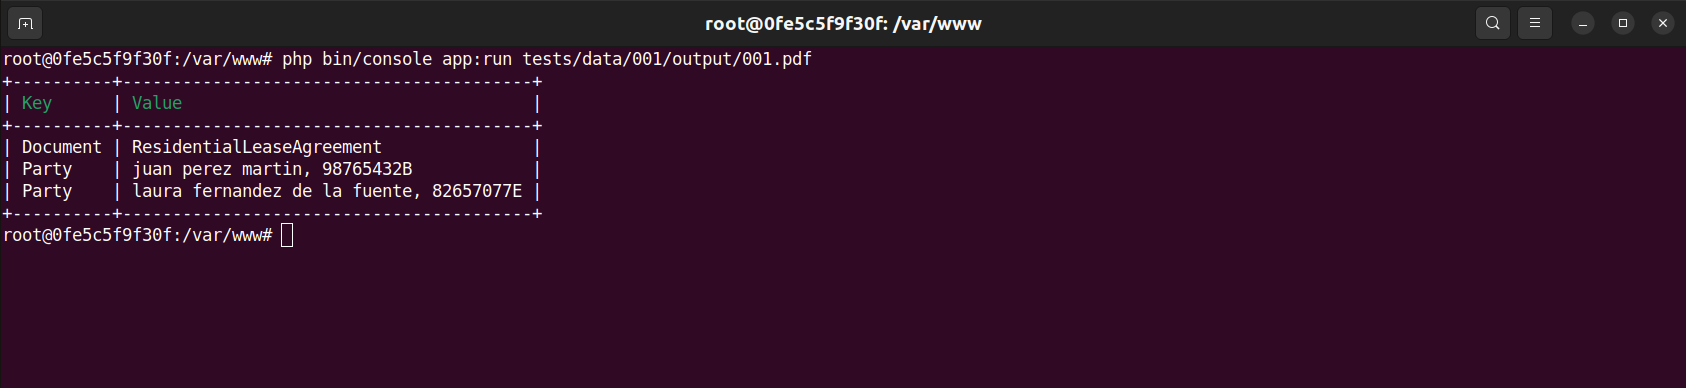 root@0fe5c5f9f30f: /var/www
root@0fe5c5f9f30f:/var/www# php bin/console app:run tests/data/001/output/001.pdf
+----------+-----------------------------------------+
| Key      | Value                                   |
+----------+-----------------------------------------+
| Document | ResidentialLeaseAgreement               |
| Party    | juan perez martin, 98765432B            |
| Party    | laura fernandez de la fuente, 82657077E |
+----------+-----------------------------------------+
root@0fe5c5f9f30f:/var/www#